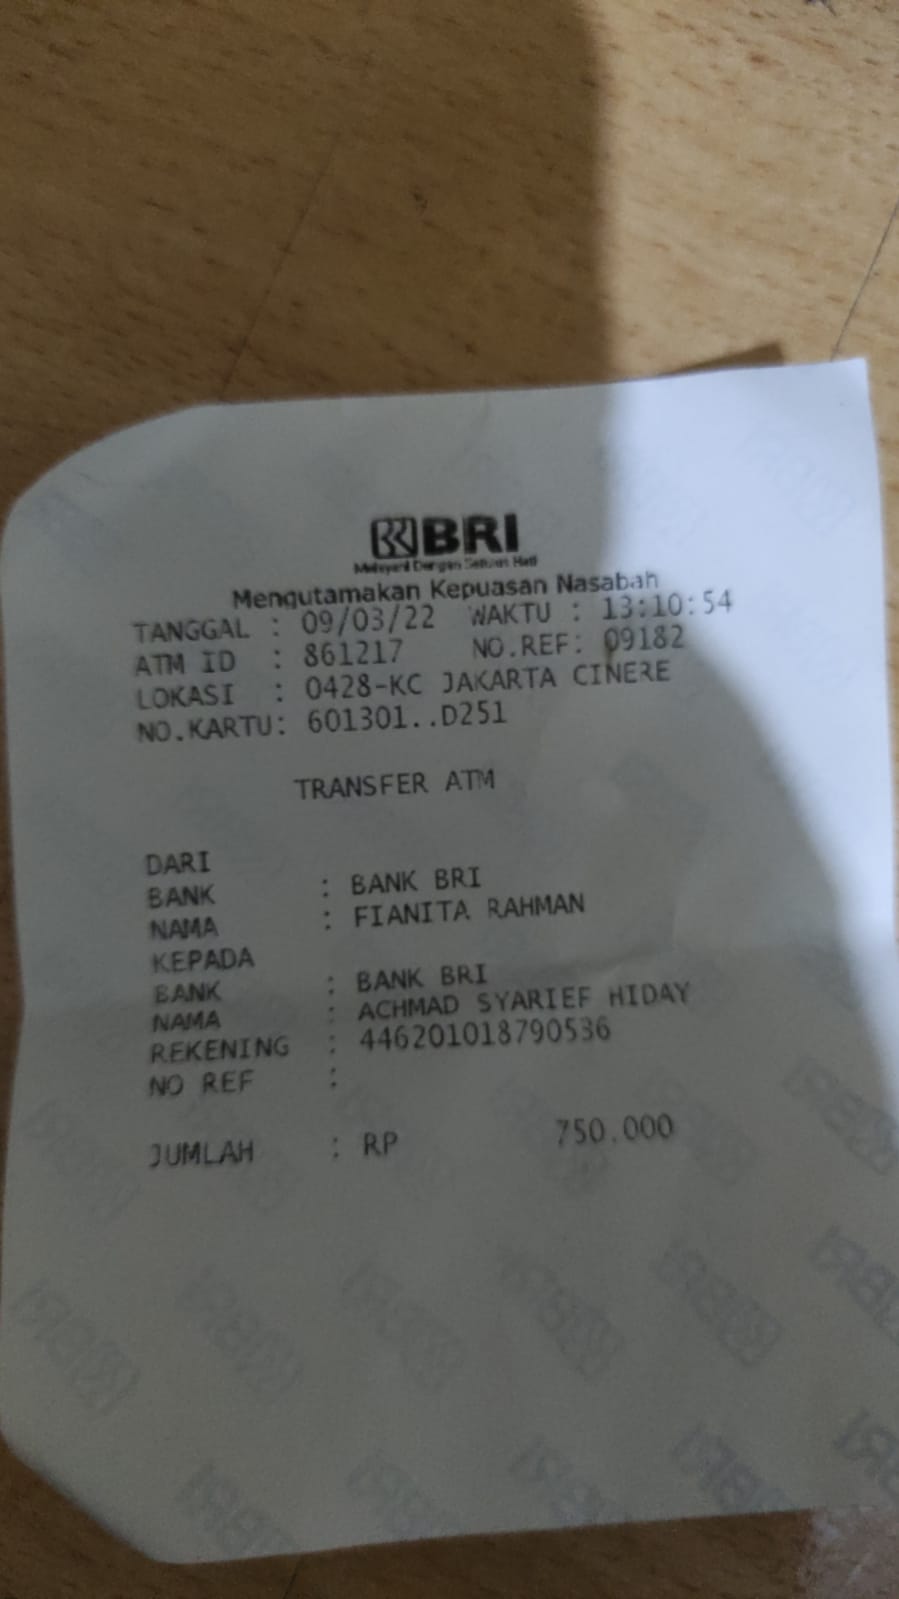 BRI
Melayani Dengan Setulus Hati
Mengutamakan Kepuasan Nasabah
TANGGAL : 09/03/22 WAKTU : 13:10:54
ATM ID : 861217 NO.REF: 09182
LOKASI : 0428-KC JAKARTA CINERE
NO.KARTU: 601301..D251
TRANSFER ATM
DARI
BANK : BANK BRI
NAMA : FIANITA RAHMAN
KEPADA
BANK : BANK BRI
NAMA : ACHMAD SYARIEF HIDAY
REKENING : 446201018790536
NO REF :
JUMLAH : RP 750.000